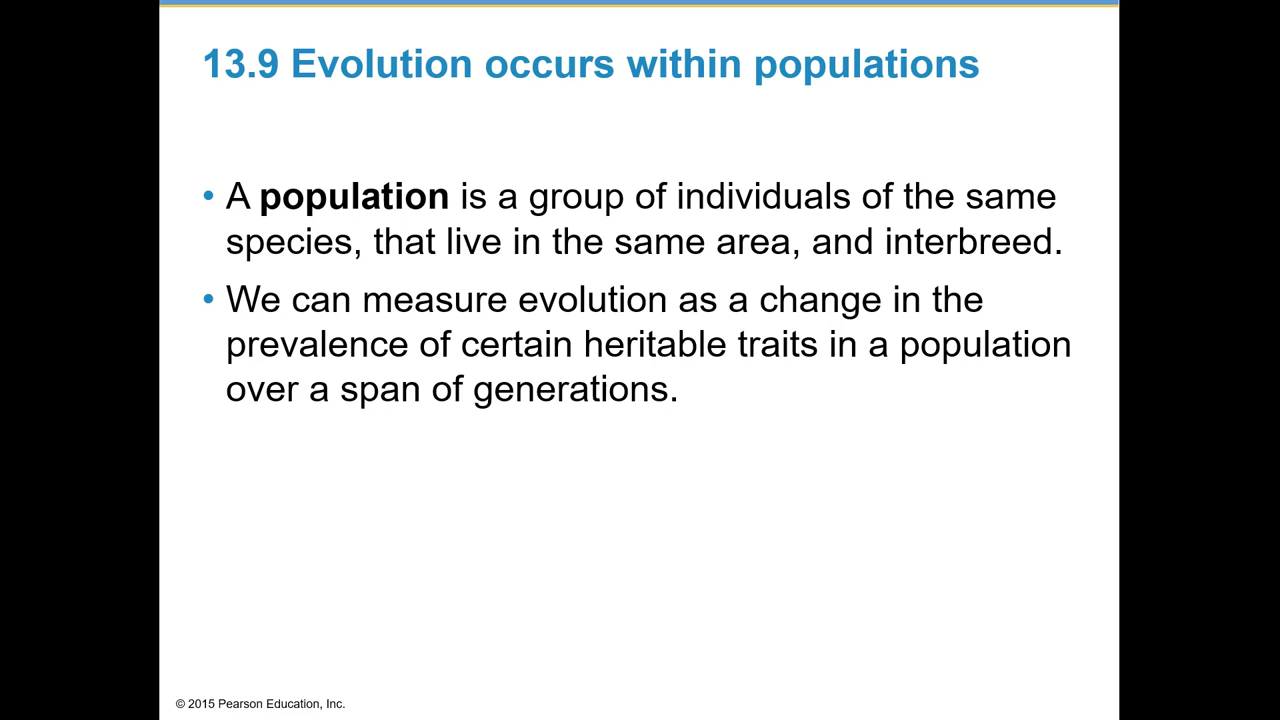 13.9 Evolution occurs within populations
• A population is a group of individuals of the same
species, that live in the same area, and interbreed.
• We can measure evolution as a change in the
prevalence of certain heritable traits in a population
over a span of generations.
© 2015 Pearson Education, Inc.